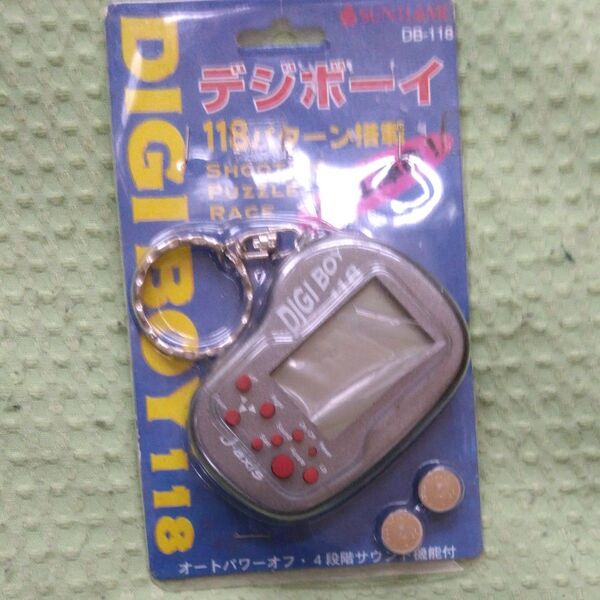 DB-118
DIGI BOY 118
デジボーイ
118パターン搭載
SHOOT
PUZZLE
RACE
DIGI BOY
118
J-axis
オートパワーオフ・4段階サウンド機能付